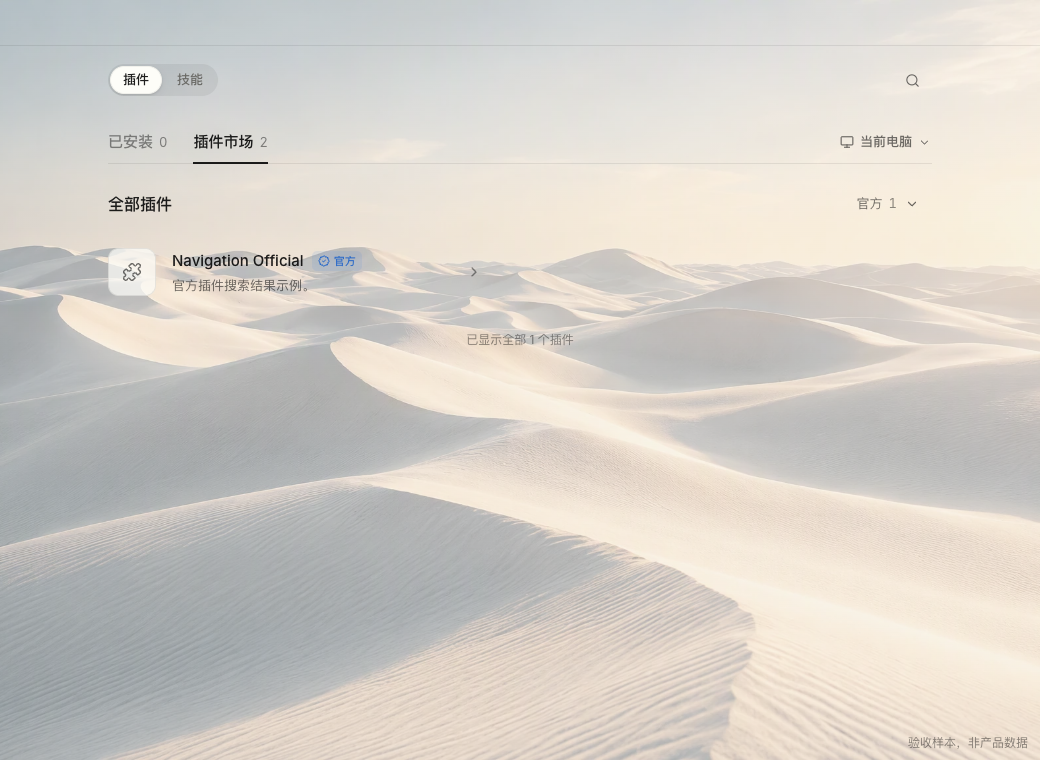 插件 技能
已安装 0 插件市场 2 当前电脑
全部插件 官方 1
Navigation Official 官方
官方插件搜索结果示例。
已显示全部 1 个插件
验收样本，非产品数据